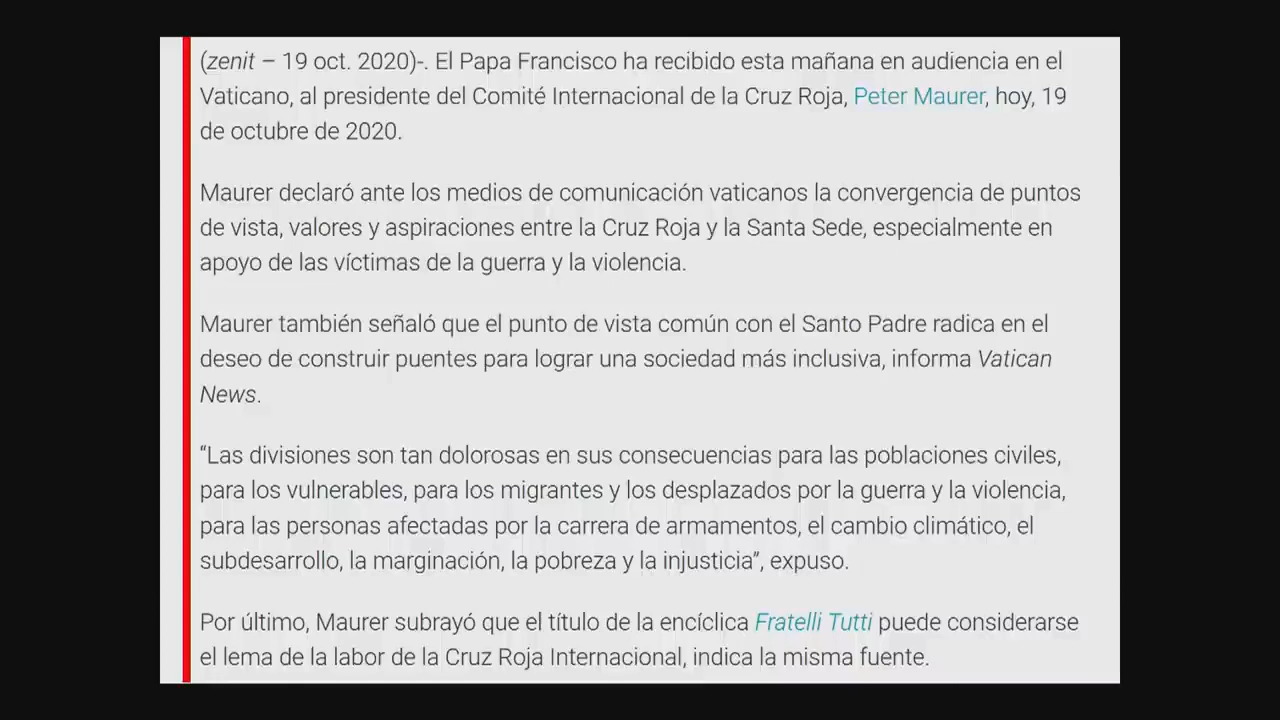 (zenit – 19 oct. 2020)-. El Papa Francisco ha recibido esta mañana en audiencia en el
Vaticano, al presidente del Comité Internacional de la Cruz Roja, Peter Maurer, hoy, 19
de octubre de 2020.
Maurer declaró ante los medios de comunicación vaticanos la convergencia de puntos
de vista, valores y aspiraciones entre la Cruz Roja y la Santa Sede, especialmente en
apoyo de las víctimas de la guerra y la violencia.
Maurer también señaló que el punto de vista común con el Santo Padre radica en el
deseo de construir puentes para lograr una sociedad más inclusiva, informa Vatican
News.
“Las divisiones son tan dolorosas en sus consecuencias para las poblaciones civiles,
para los vulnerables, para los migrantes y los desplazados por la guerra y la violencia,
para las personas afectadas por la carrera de armamentos, el cambio climático, el
subdesarrollo, la marginación, la pobreza y la injusticia”, expuso.
Por último, Maurer subrayó que el título de la encíclica Fratelli Tutti puede considerarse
el lema de la labor de la Cruz Roja Internacional, indica la misma fuente.